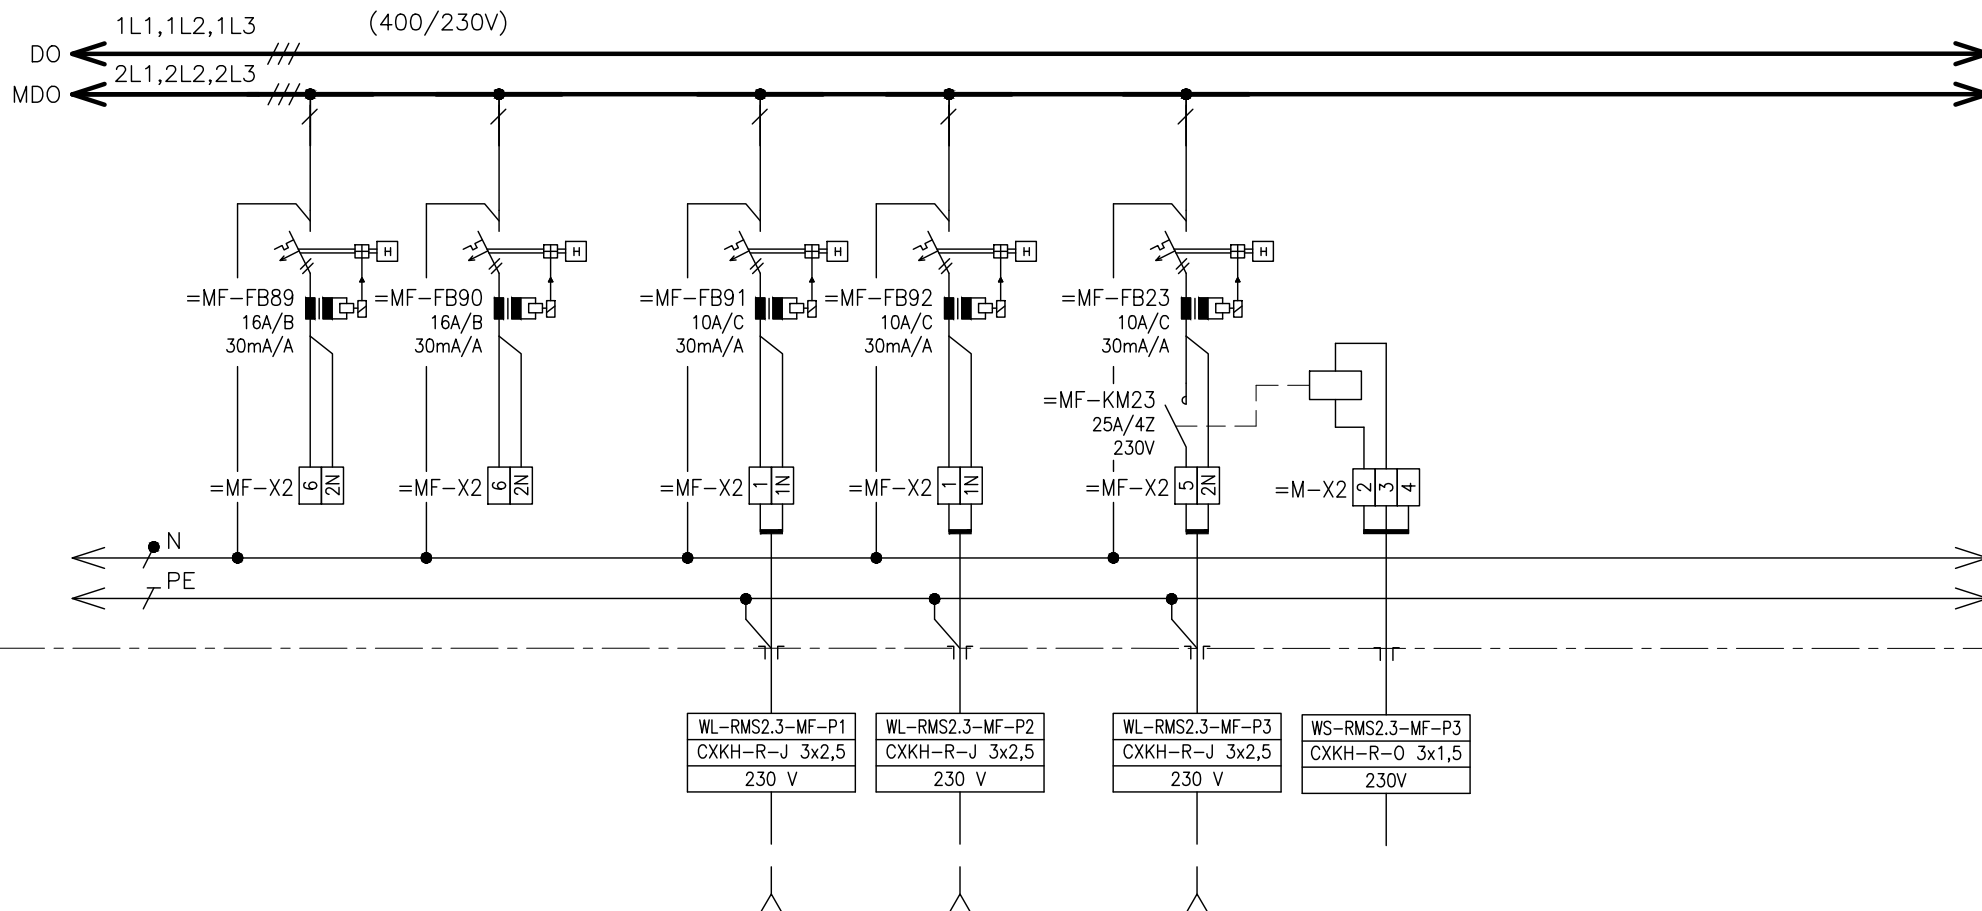 1L1,1L2,1L3 (400/230V)
DO
2L1,2L2,2L3
MDO
H H H H H
=MF-FB89 =MF-FB90 =MF-FB91 =MF-FB92 =MF-FB23
16A/B 16A/B 10A/C 10A/C 10A/C
30mA/A 30mA/A 30mA/A 30mA/A 30mA/A
=MF-KM23
25A/4Z
230V
=MF-X2 6 2N =MF-X2 6 2N =MF-X2 1 1N =MF-X2 1 1N =MF-X2 5 2N =M-X2 2 3 4
N
PE
WL-RMS2.3-MF-P1 WL-RMS2.3-MF-P2 WL-RMS2.3-MF-P3 WS-RMS2.3-MF-P3
CXKH-R-J 3x2,5 CXKH-R-J 3x2,5 CXKH-R-J 3x2,5 CXKH-R-O 3x1,5
230 V 230 V 230 V 230V